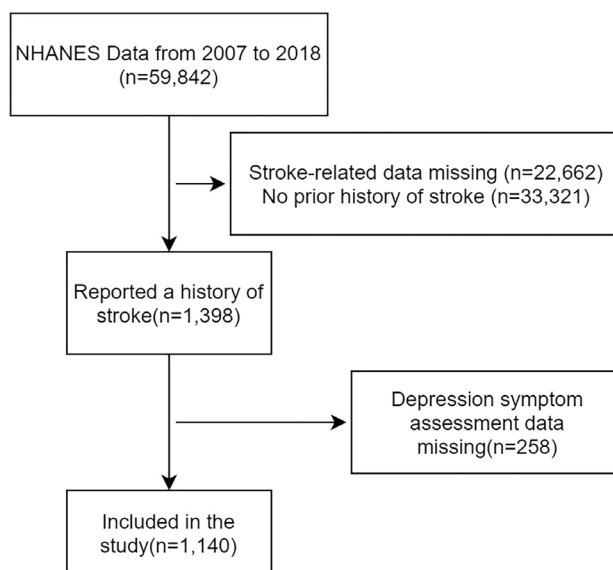 NHANES Data from 2007 to 2018
(n=59,842)
Stroke-related data missing (n=22,662)
No prior history of stroke (n=33,321)
Reported a history of
stroke(n=1,398)
Depression symptom
assessment data
missing(n=258)
Included in the
study(n=1,140)